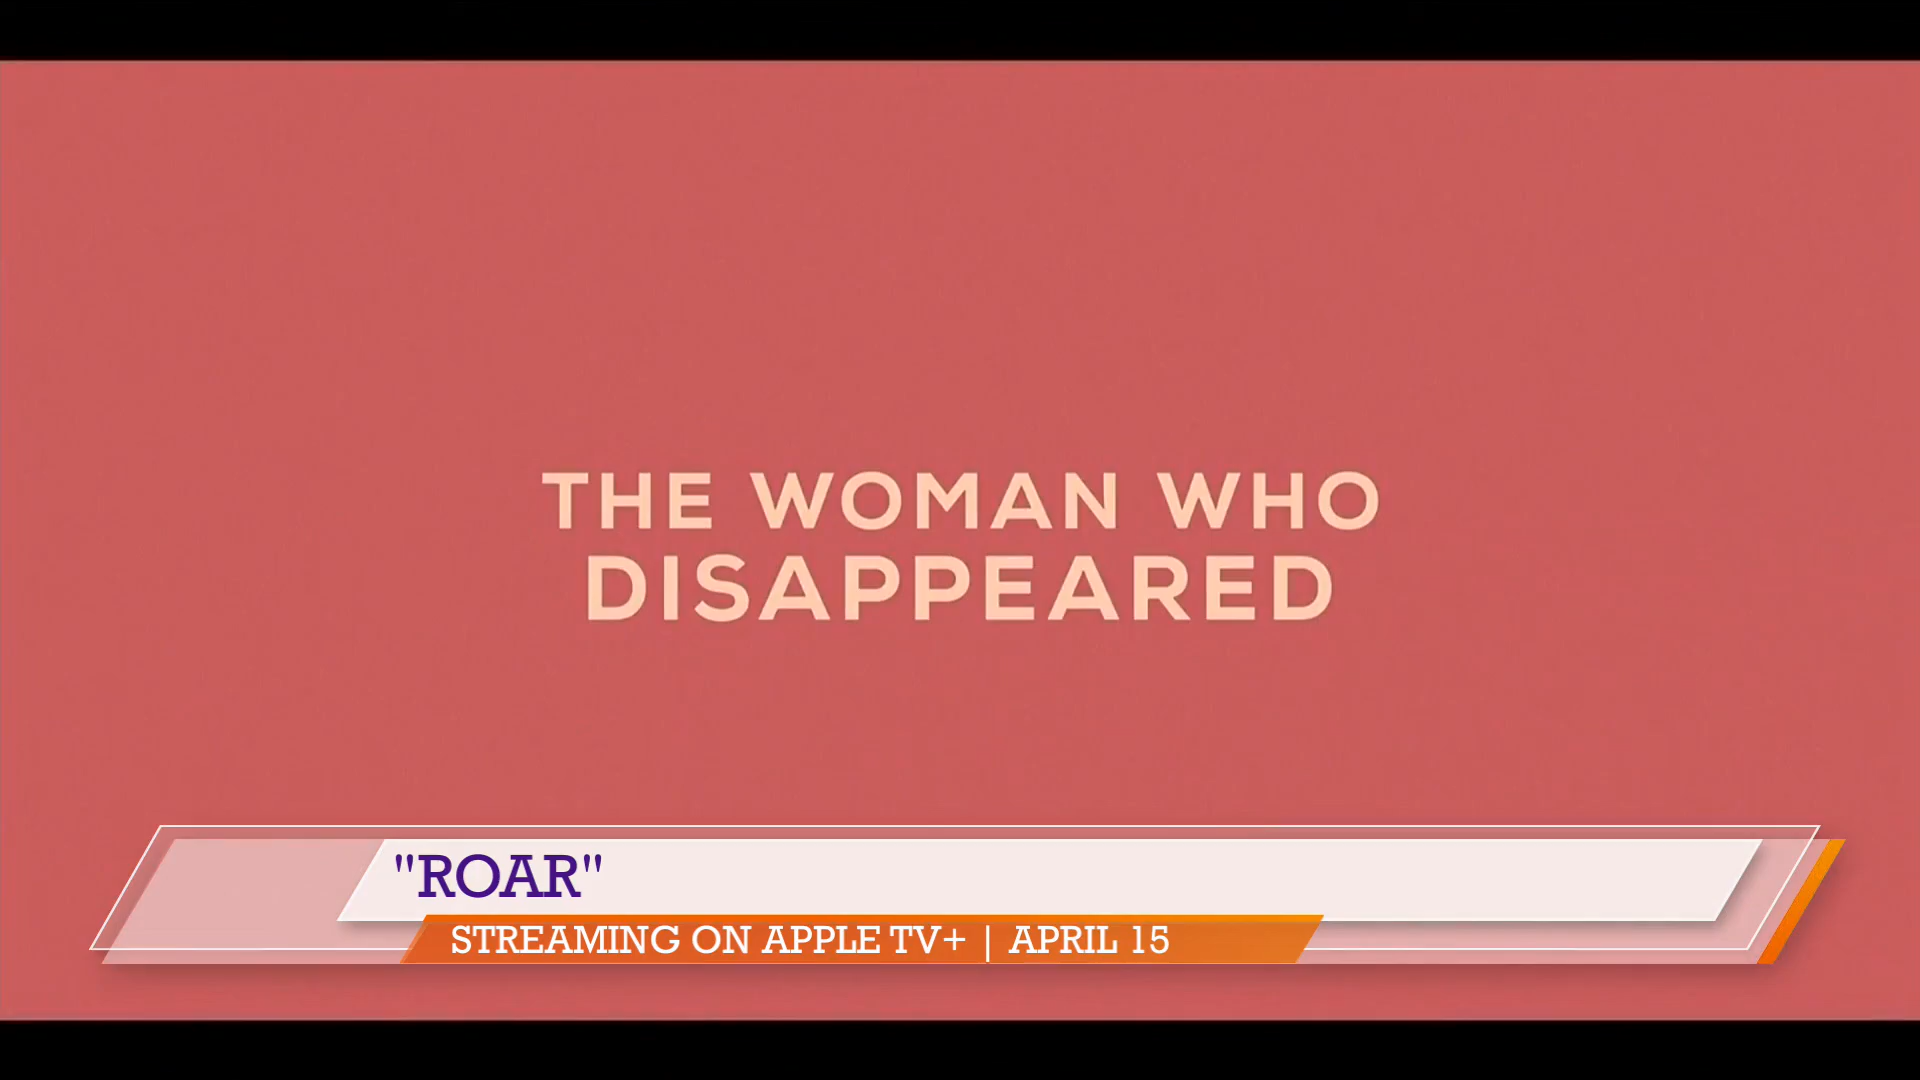 THE WOMAN WHO
DISAPPEARED
"ROAR"
STREAMING ON APPLE TV+ | APRIL 15